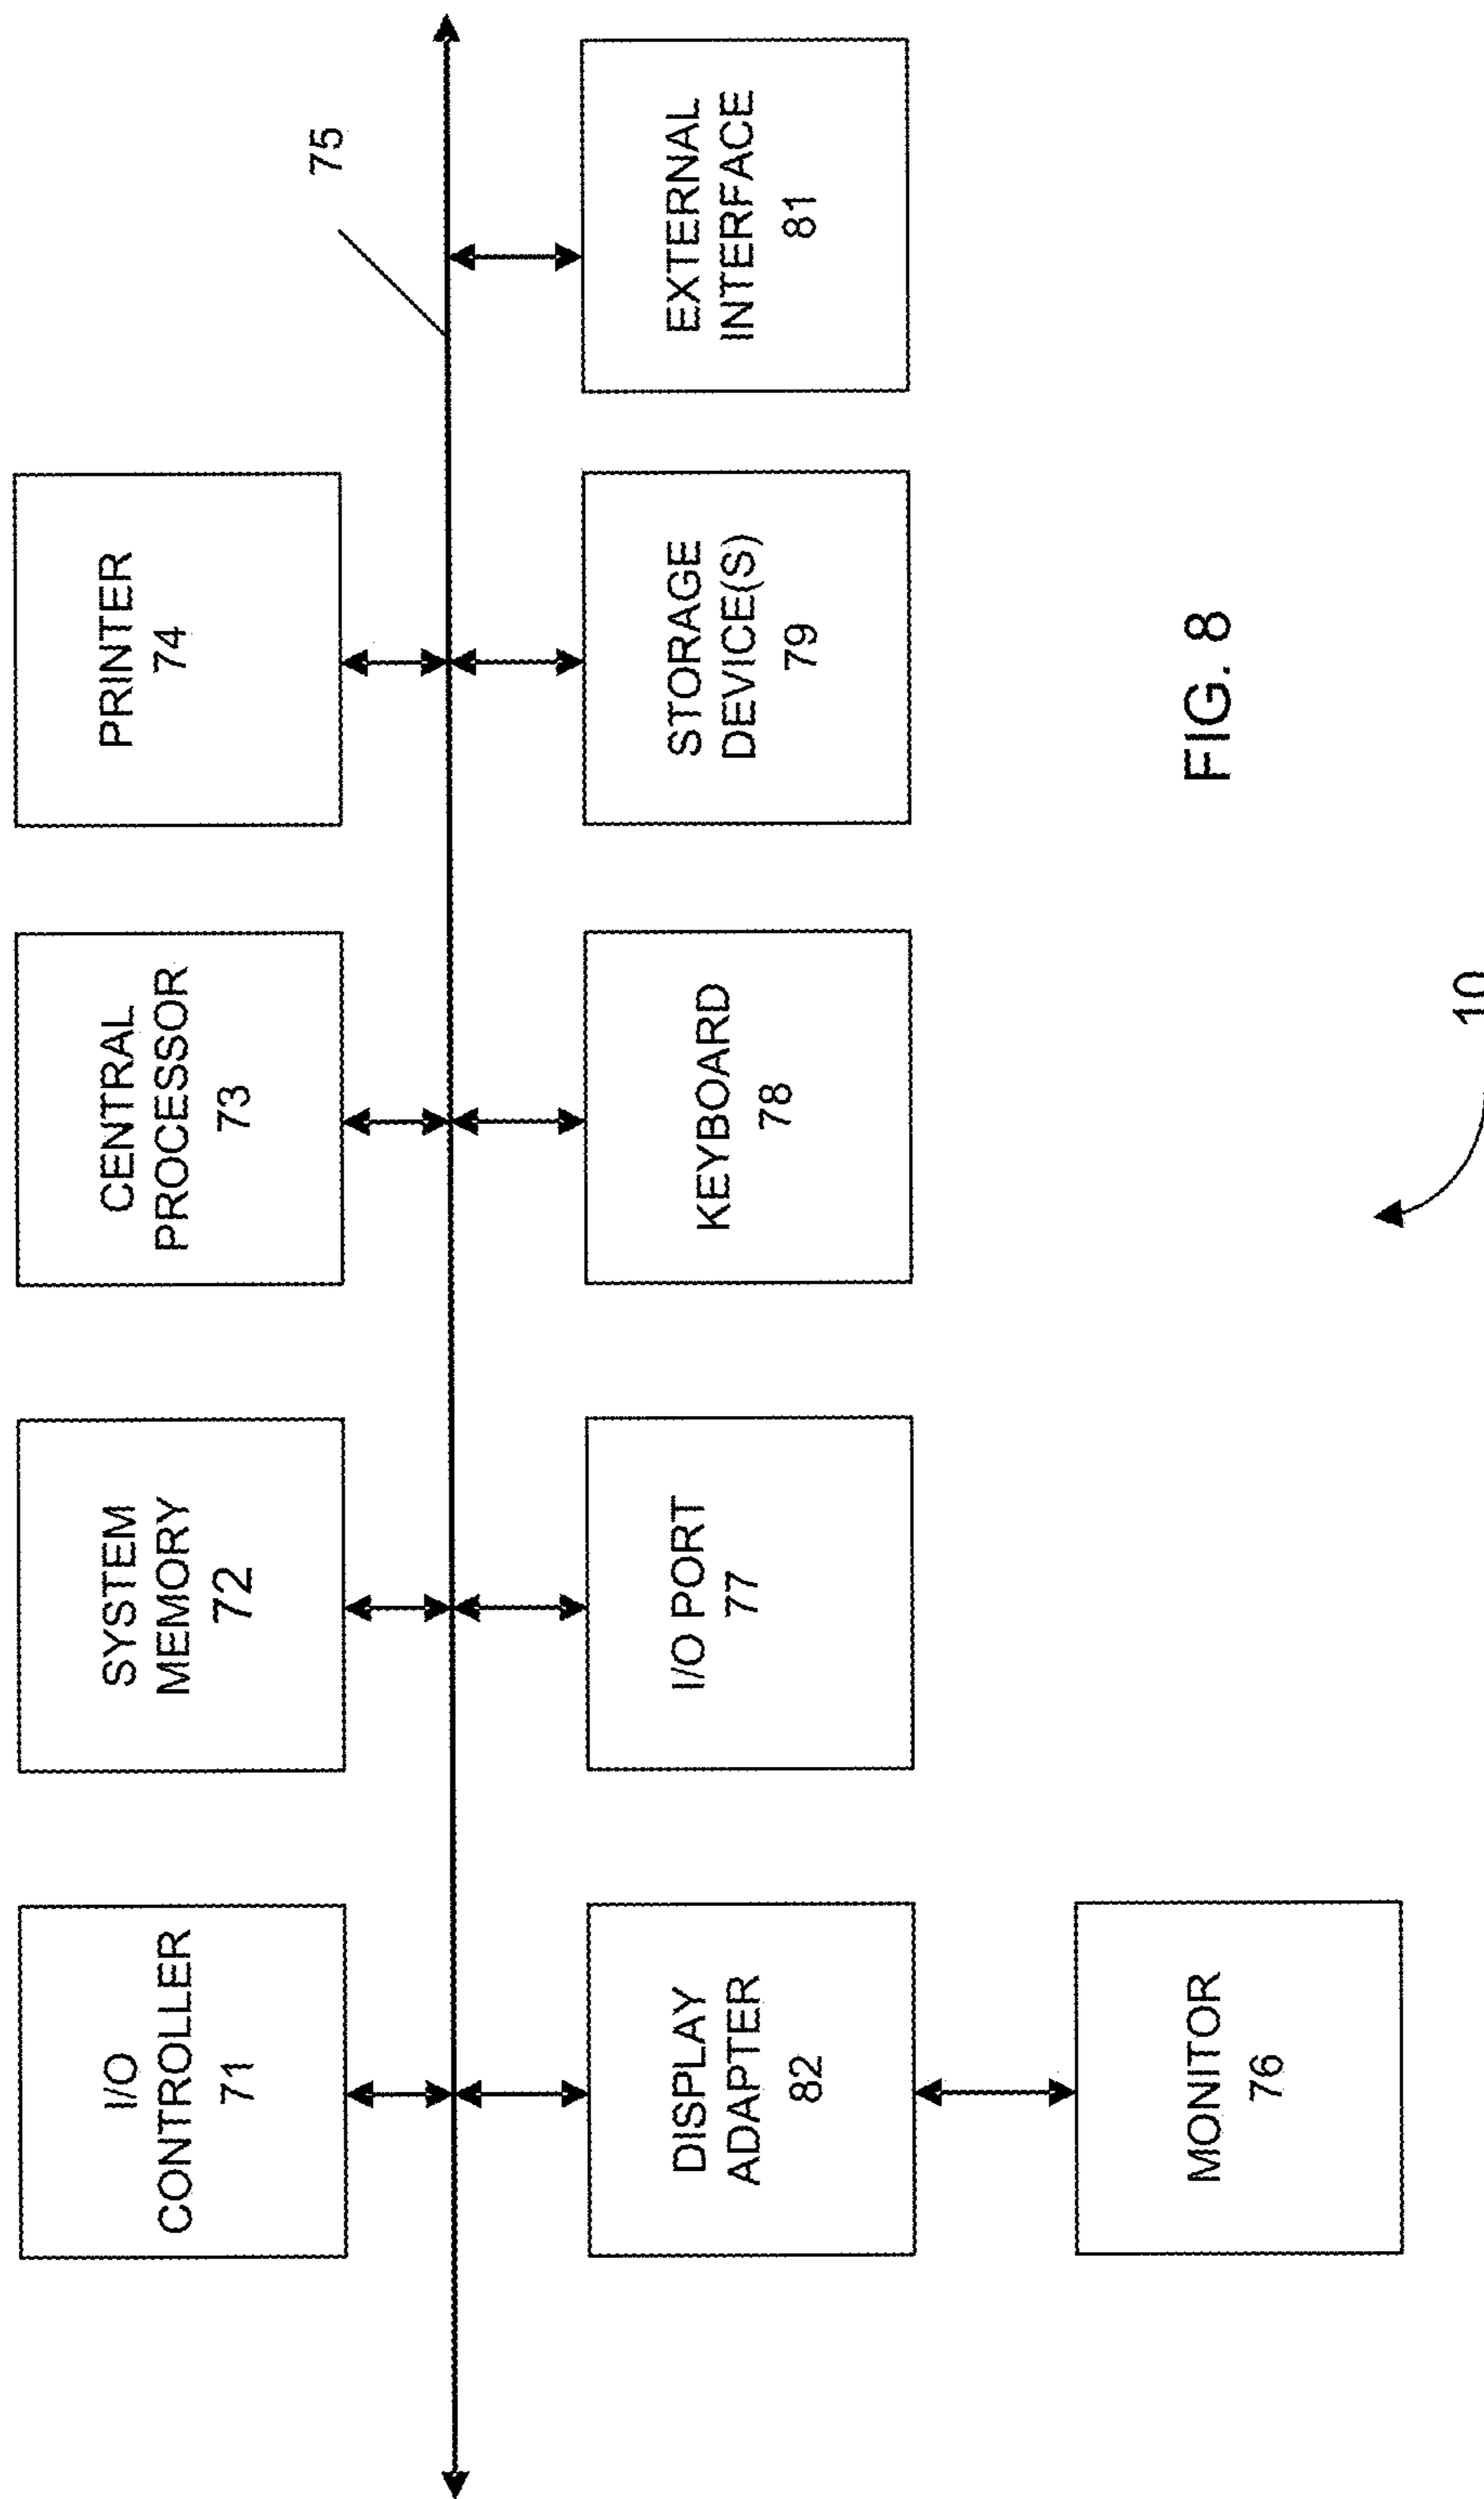 I/O
CONTROLLER
71
SYSTEM
MEMORY
72
CENTRAL
PROCESSOR
73
PRINTER
74
75
DISPLAY
ADAPTER
82
I/O PORT
77
KEYBOARD
78
STORAGE
DEVICE(S)
79
EXTERNAL
INTERFACE
81
MONITOR
76
FIG. 8
10